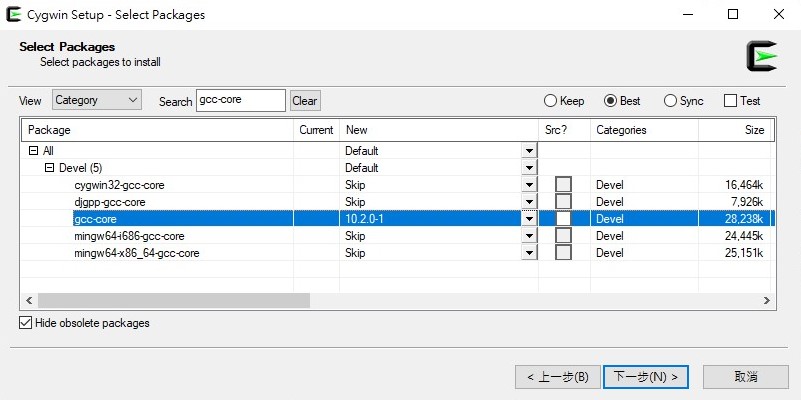 Cygwin Setup - Select Packages
Select Packages
Select packages to install
View Category Search gcc-core Clear Keep Best Sync Test
Package Current New Src? Categories Size
All Default
Devel (5) Default
cygwin32-gcc-core Skip Devel 16,464k
djgpp-gcc-core Skip Devel 7,926k
gcc-core 10.2.0-1 Devel 28,238k
mingw64-i686-gcc-core Skip Devel 24,445k
mingw64-x86_64-gcc-core Skip Devel 25,151k
Hide obsolete packages
< 上一步(B) 下一步(N) > 取消